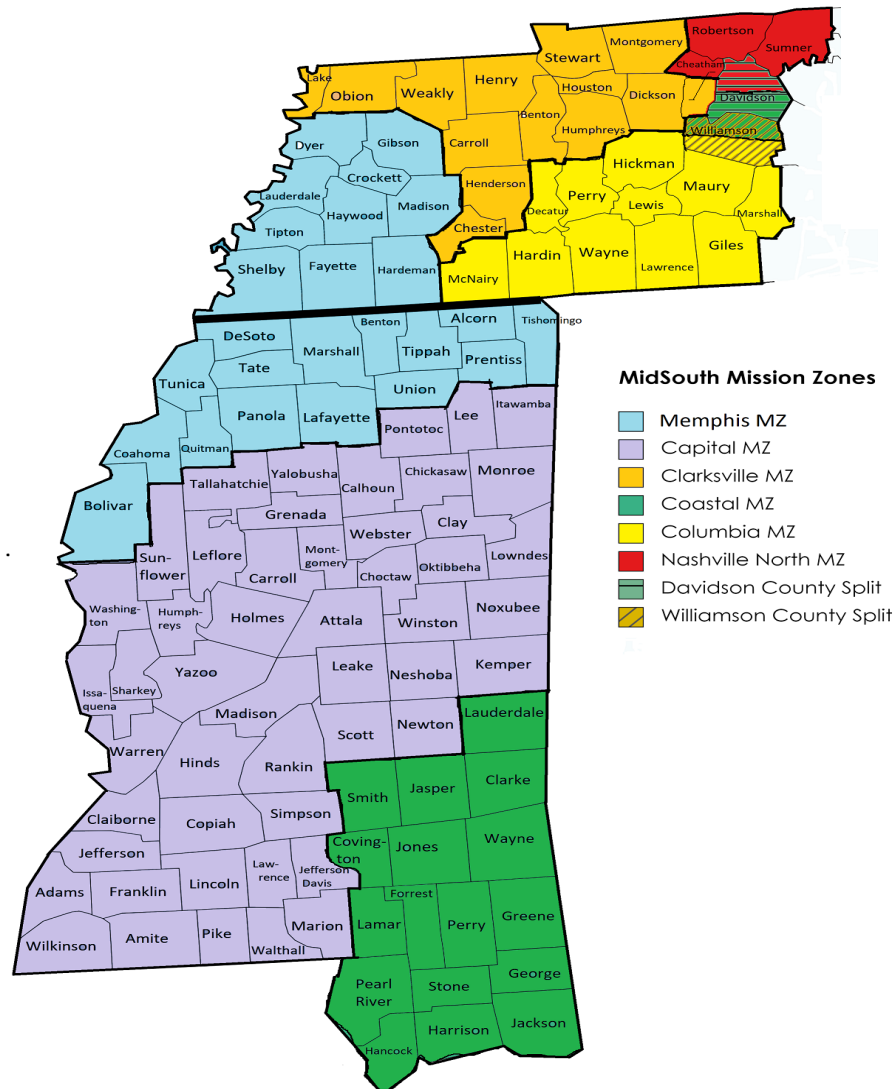 Robertson
Sumner
Montgomery
Stewart
Cheatham
Lake
Henry
Obion
Weakly
Houston
Dickson
Davidson
Benton
Humphreys
Williamson
Dyer
Gibson
Carroll
Hickman
Crockett
Henderson
Maury
Lauderdale
Perry
Madison
Haywood
Decatur
Lewis
Marshall
Tipton
Chester
Giles
Hardin
Wayne
Shelby
Fayette
Hardeman
McNairy
Lawrence
Alcorn
Tishomingo
Benton
DeSoto
Marshall
Tippah
Prentiss
Tate
Tunica
Union
Panola
Lafayette
MidSouth Mission Zones
Memphis MZ
Capital MZ
Clarksville MZ
Coastal MZ
Columbia MZ
Nashville North MZ
Davidson County Split
Williamson County Split
Itawamba
Lee
Pontotoc
Coahoma
Quitman
Tallahatchie
Yalobusha
Chickasaw
Monroe
Calhoun
Bolivar
Grenada
Clay
Webster
Sun-
flower
Leflore
Mont-
gomery
Carroll
Choctaw
Oktibbeha
Lowndes
Washing-
ton
Humph-
reys
Holmes
Attala
Winston
Noxubee
Yazoo
Leake
Neshoba
Kemper
Issa-
quena
Sharkey
Madison
Lauderdale
Newton
Scott
Warren
Hinds
Rankin
Clarke
Jasper
Smith
Claiborne
Copiah
Simpson
Wayne
Coving-
ton
Jones
Jefferson
Law-
rence
Jefferson
Davis
Adams
Franklin
Lincoln
Forrest
Greene
Lamar
Perry
Marion
Wilkinson
Amite
Pike
Walthall
George
Pearl
River
Stone
Jackson
Harrison
Hancock